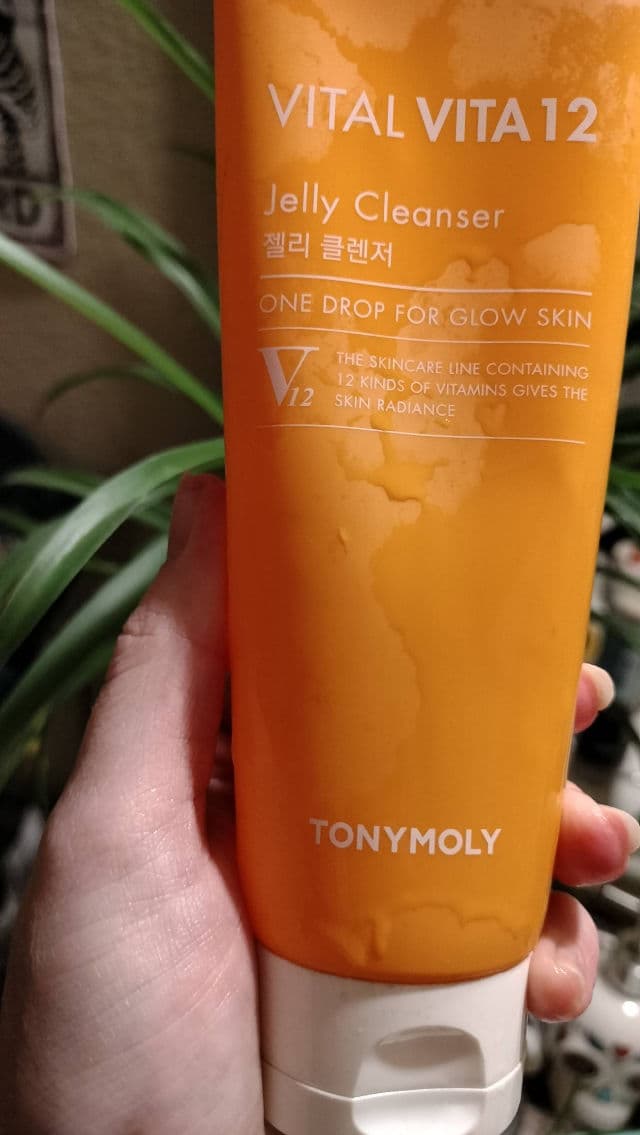 VITAL VITA 12
Jelly Cleanser
젤리 클렌저
ONE DROP FOR GLOW SKIN
V12
THE SKINCARE LINE CONTAINING
12 KINDS OF VITAMINS GIVES THE
SKIN RADIANCE
TONYMOLY